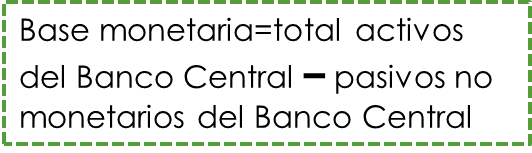 Base monetaria=total activos
del Banco Central – pasivos no
monetarios del Banco Central